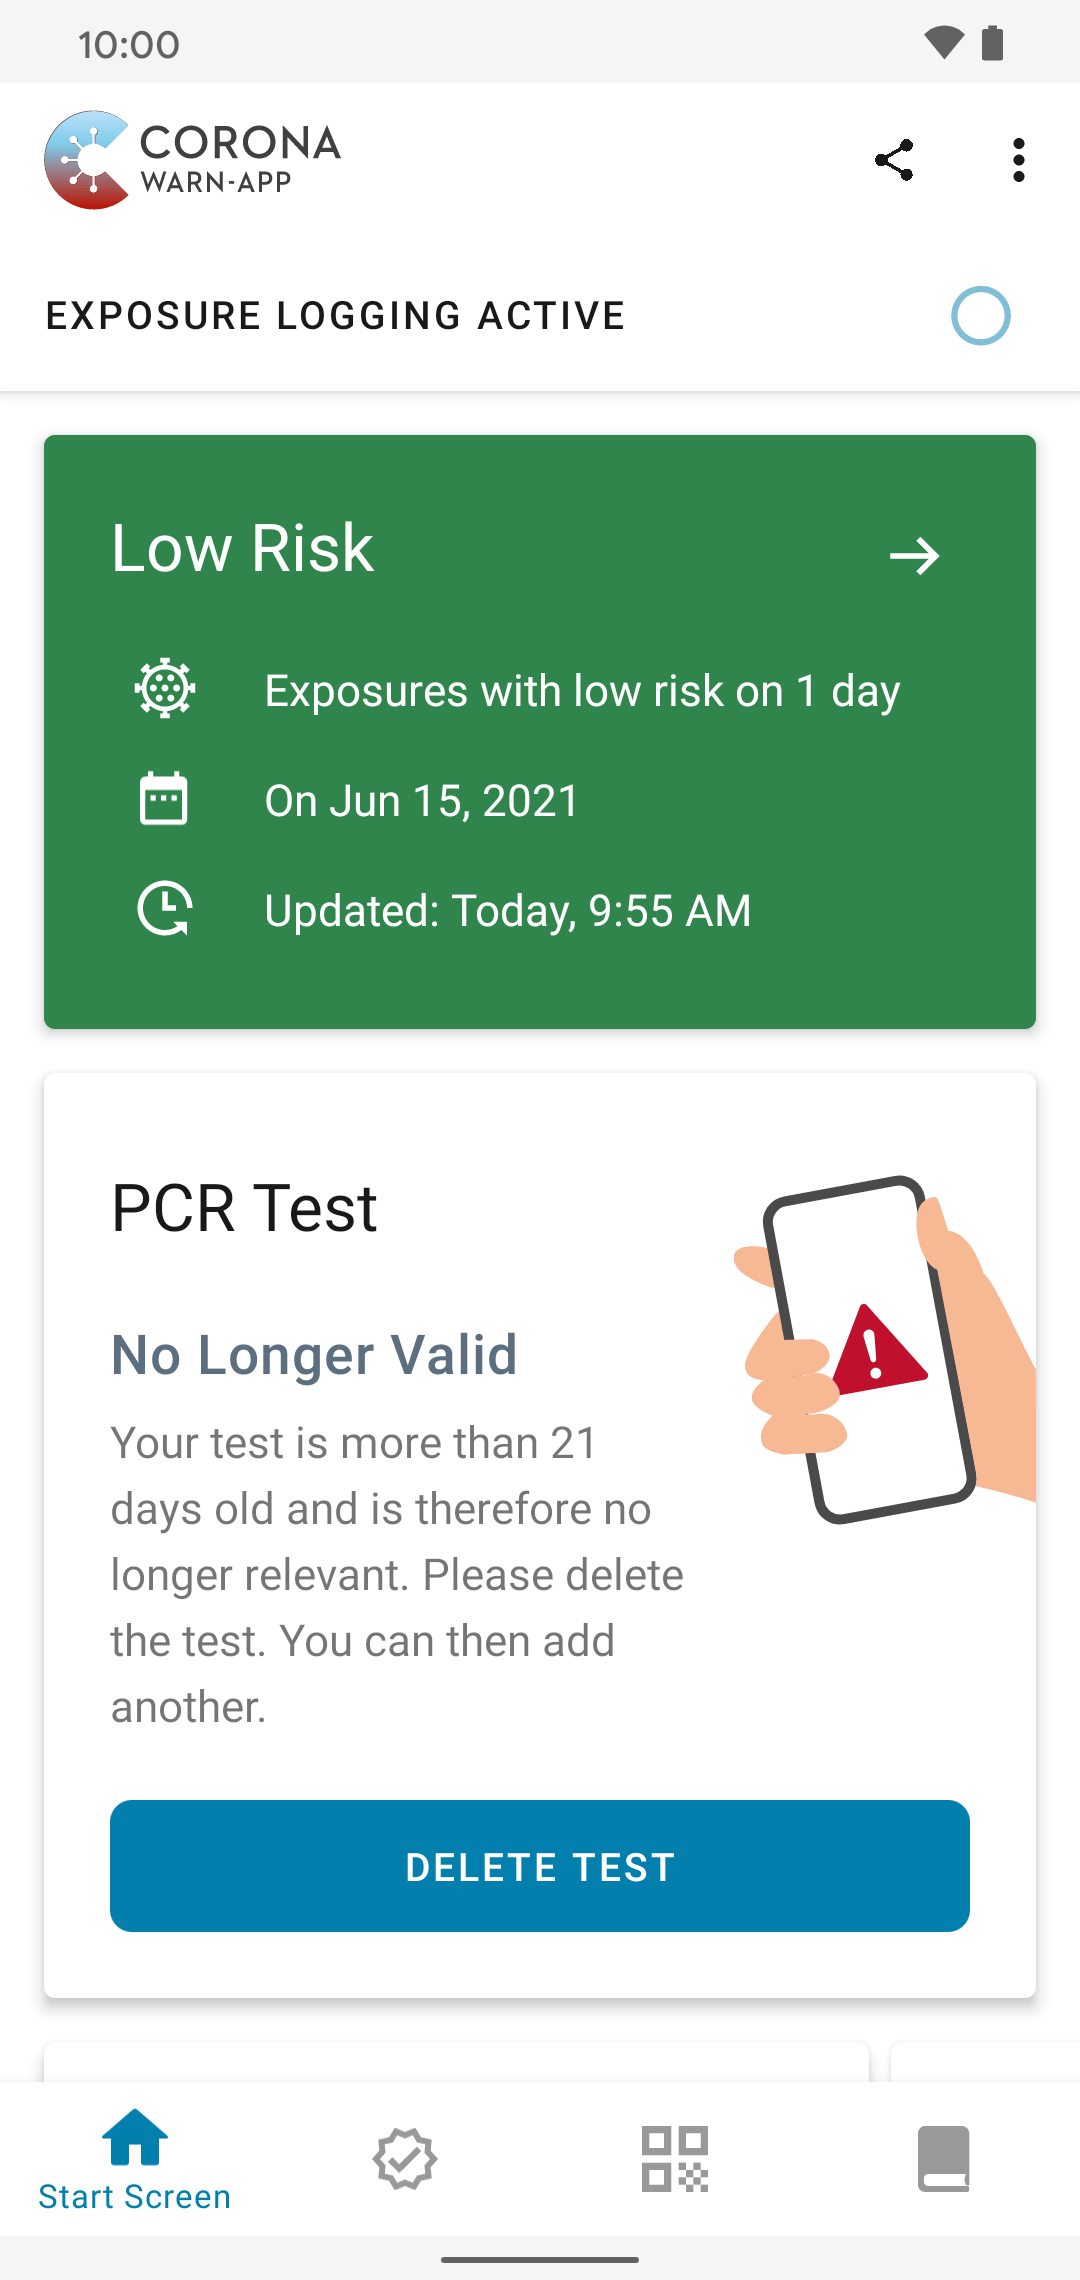 10:00
CORONA
WARN-APP
EXPOSURE LOGGING ACTIVE
Low Risk
Exposures with low risk on 1 day
On Jun 15, 2021
Updated: Today, 9:55 AM
PCR Test
No Longer Valid
Your test is more than 21
days old and is therefore no
longer relevant. Please delete
the test. You can then add
another.
DELETE TEST
Start Screen